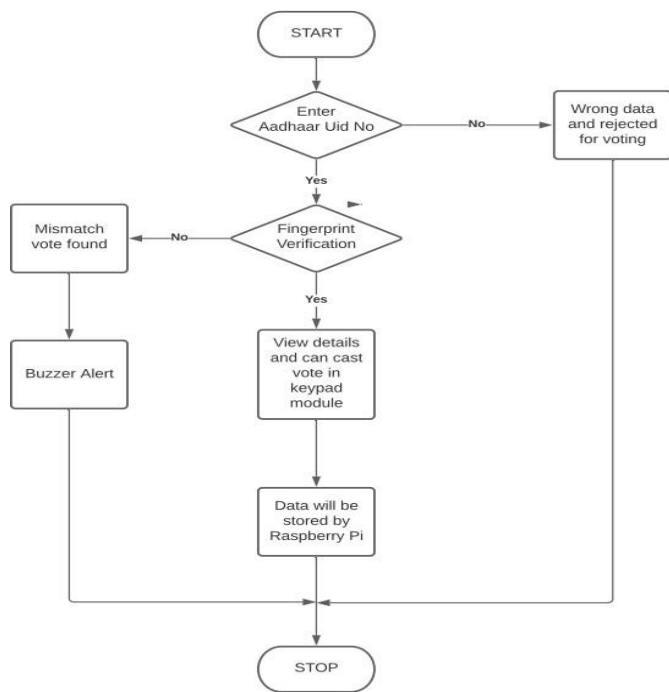 START
Enter
Aadhaar Uid No
No
Wrong data
and rejected
for voting
Yes
Mismatch
vote found
No
Fingerprint
Verification
Yes
Buzzer Alert
View details
and can cast
vote in
keypad
module
Data will be
stored by
Raspberry Pi
STOP